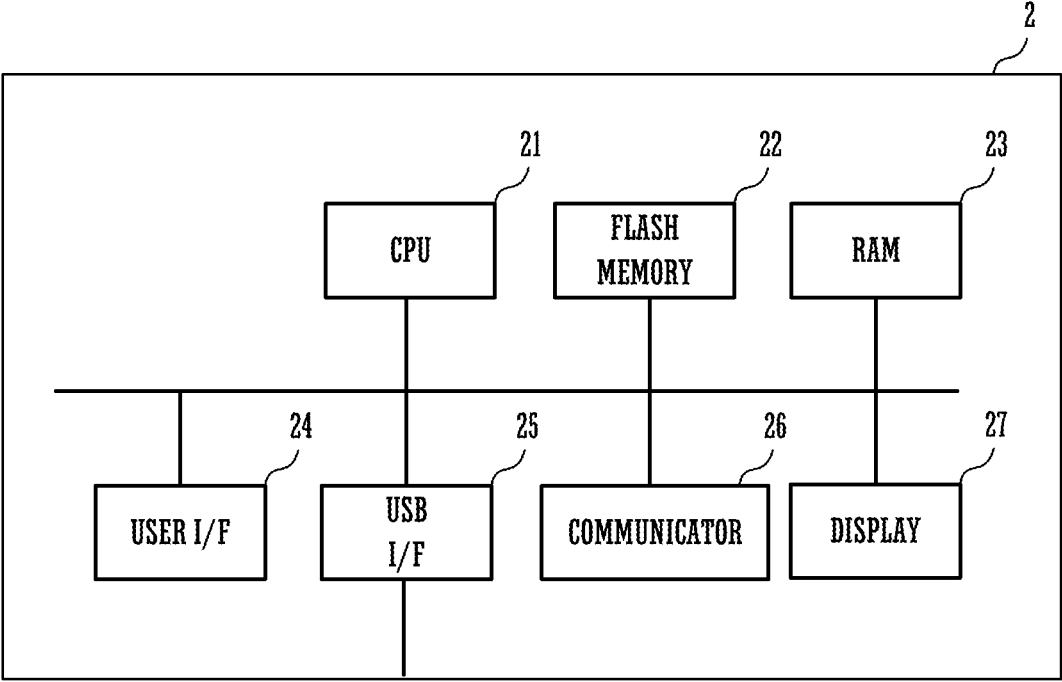 2
21
22
23
CPU
FLASH
MEMORY
RAM
24
25
26
27
USER I/F
USB
I/F
COMMUNICATOR
DISPLAY